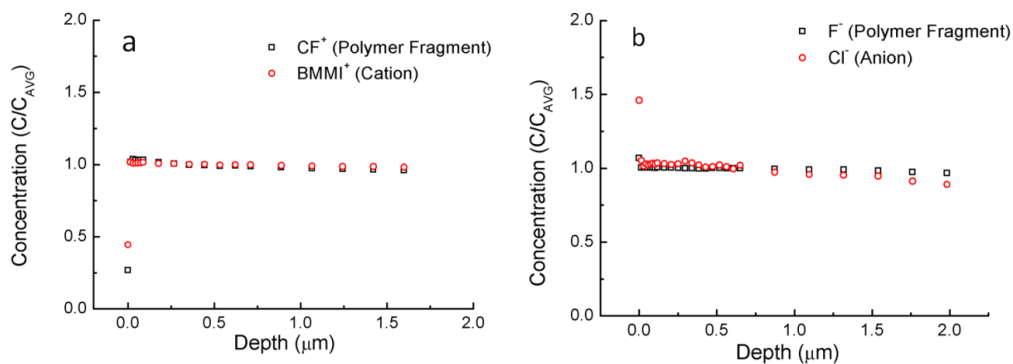 a
CF⁺ (Polymer Fragment)
BMMI⁺ (Cation)
Concentration (C/C_AVG)
2.0
1.5
1.0
0.5
0.0
0.0 0.5 1.0 1.5 2.0
Depth (μm)
b
F⁻ (Polymer Fragment)
Cl⁻ (Anion)
Concentration (C/C_AVG)
2.0
1.5
1.0
0.5
0.0
0.0 0.5 1.0 1.5 2.0
Depth (μm)